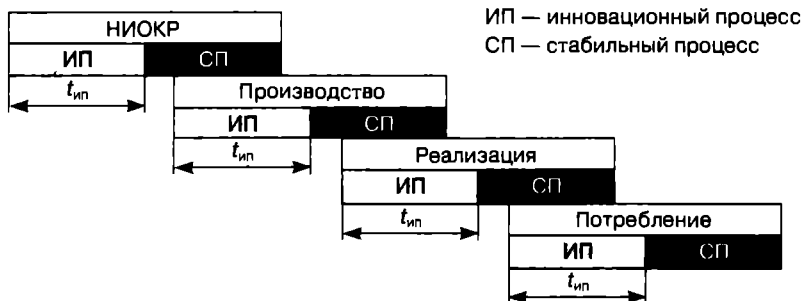 ИП — инновационный процесс
СП — стабильный процесс
НИОКР
ИП СП
tип
Производство
ИП СП
tип
Реализация
ИП СП
tип
Потребление
ИП СП
tип